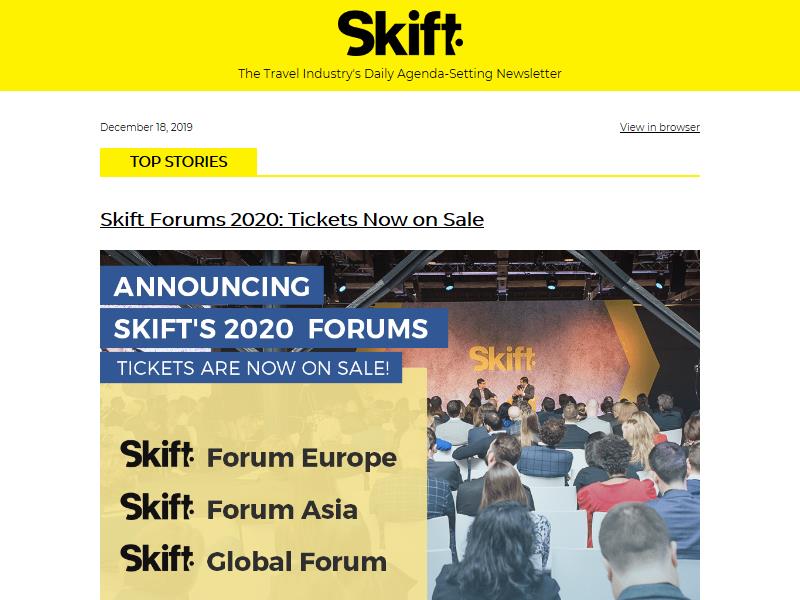 Skift
The Travel Industry's Daily Agenda-Setting Newsletter
December 18, 2019
View in browser
TOP STORIES
Skift Forums 2020: Tickets Now on Sale
ANNOUNCING
SKIFT'S 2020 FORUMS
TICKETS ARE NOW ON SALE!
Skift
Skift Forum Europe
Skift Forum Asia
Skift Global Forum